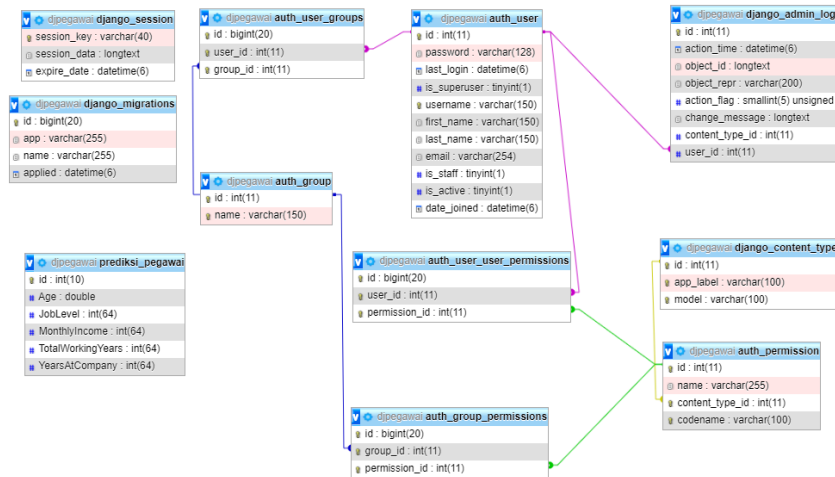 djpegawai django_session
session_key : varchar(40)
session_data : longtext
expire_date : datetime(6)
djpegawai django_migrations
id : bigint(20)
app : varchar(255)
name : varchar(255)
applied : datetime(6)
djpegawai auth_user_groups
id : bigint(20)
user_id : int(11)
group_id : int(11)
djpegawai auth_group
id : int(11)
name : varchar(150)
djpegawai auth_user
id : int(11)
password : varchar(128)
last_login : datetime(6)
is_superuser : tinyint(1)
username : varchar(150)
first_name : varchar(150)
last_name : varchar(150)
email : varchar(254)
is_staff : tinyint(1)
is_active : tinyint(1)
date_joined : datetime(6)
djpegawai django_admin_log
id : int(11)
action_time : datetime(6)
object_id : longtext
object_repr : varchar(200)
action_flag : smallint(5) unsigned
change_message : longtext
content_type_id : int(11)
user_id : int(11)
djpegawai prediksi_pegawai
id : int(10)
Age : double
JobLevel : int(64)
MonthlyIncome : int(64)
TotalWorkingYears : int(64)
YearsAtCompany : int(64)
djpegawai auth_user_user_permissions
id : bigint(20)
user_id : int(11)
permission_id : int(11)
djpegawai django_content_type
id : int(11)
app_label : varchar(100)
model : varchar(100)
djpegawai auth_permission
id : int(11)
name : varchar(255)
content_type_id : int(11)
codename : varchar(100)
djpegawai auth_group_permissions
id : bigint(20)
group_id : int(11)
permission_id : int(11)